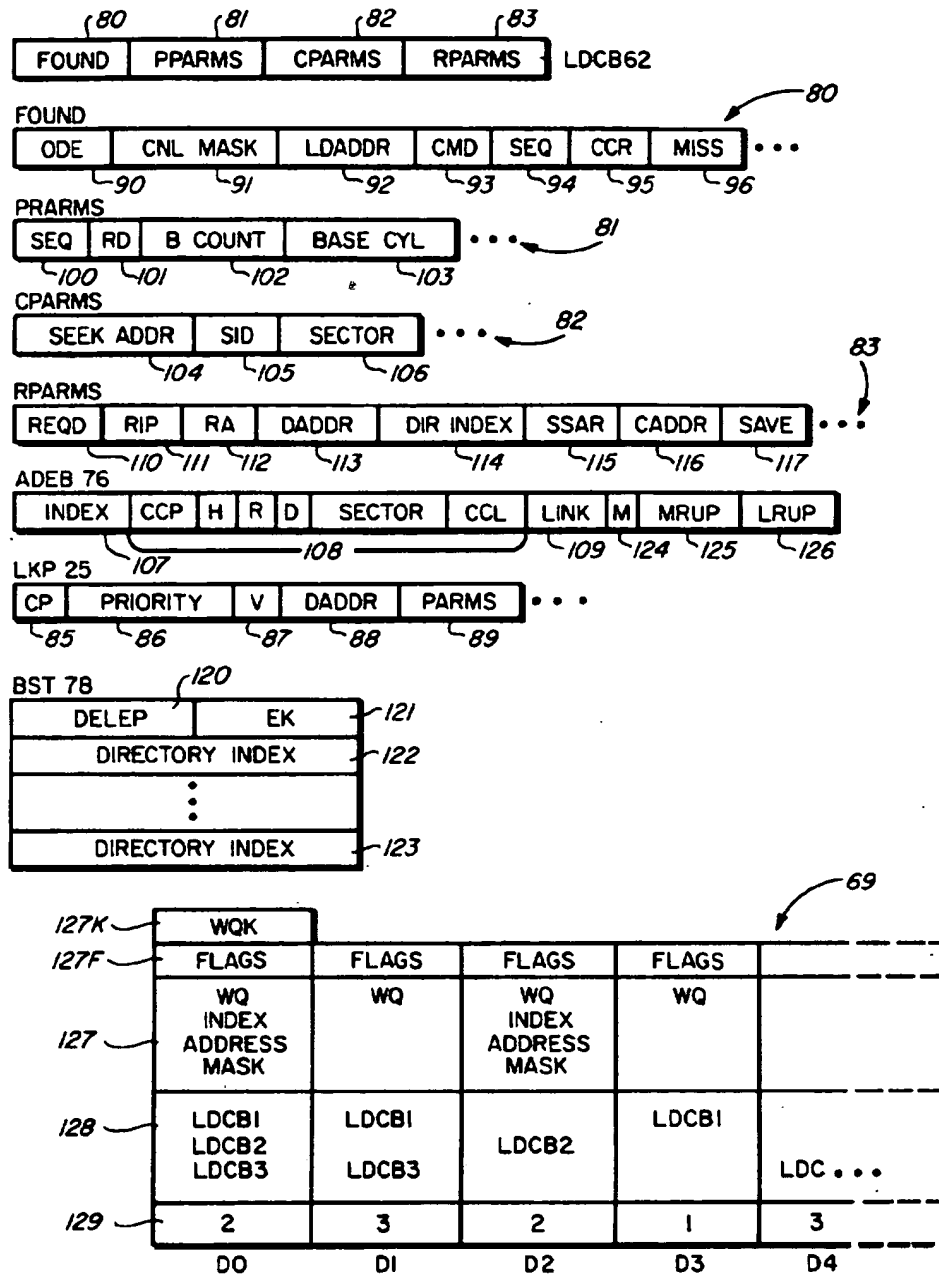 80 81 82 83
FOUND PPARMS CPARMS RPARMS LDCB62
FOUND 80
ODE CNL MASK LDADDR CMD SEQ CCR MISS • • •
90 91 92 93 94 95 96
PRARMS
SEQ RD B COUNT BASE CYL • • • 81
100 101 102 103
CPARMS
SEEK ADDR SID SECTOR • • • 82
104 105 106 83
RPARMS
REQD RIP RA DADDR DIR INDEX SSAR CADDR SAVE • • •
110 111 112 113 114 115 116 117
ADEB 76
INDEX CCP H R D SECTOR CCL LINK M MRUP LRUP
107 108 109 124 125 126
LKP 25
CP PRIORITY V DADDR PARMS • • •
85 86 87 88 89
BST 78 120
DELEP EK 121
DIRECTORY INDEX 122
•
•
•
DIRECTORY INDEX 123
69
127K WQK
127F FLAGS FLAGS FLAGS FLAGS
WQ WQ WQ WQ
INDEX INDEX
127 ADDRESS ADDRESS
MASK MASK
128 LDCB1 LDCB1 LDCB1
LDCB2 LDCB2
LDCB3 LDCB3 LDC • • •
129 2 3 2 1 3
D0 D1 D2 D3 D4